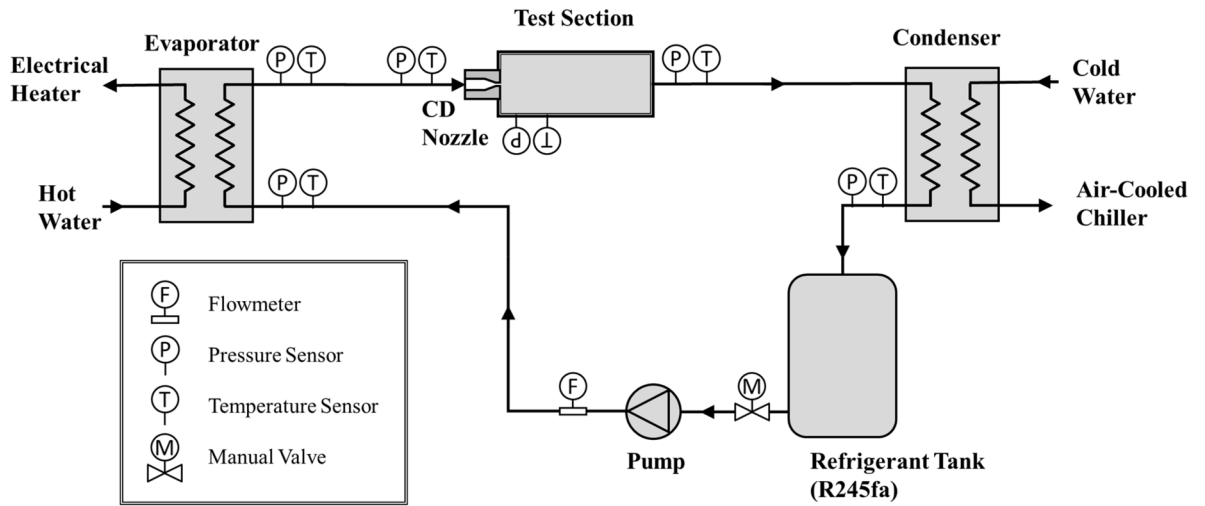 Test Section
Evaporator
Condenser
P T
P T
P T
Electrical
Heater
Cold
Water
CD
Nozzle
P T
P T
P T
Hot
Water
Air-Cooled
Chiller
F Flowmeter
P Pressure Sensor
T Temperature Sensor
M Manual Valve
F
M
Pump
Refrigerant Tank
(R245fa)